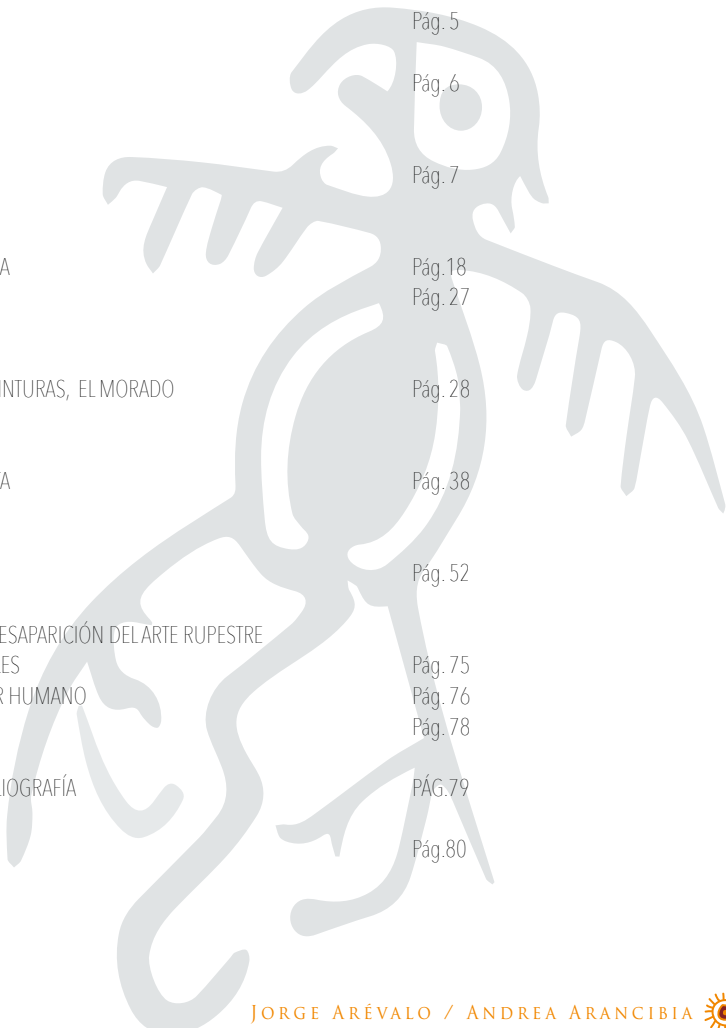 Pág. 5
Pág. 6
Pág. 7
A Pág.18
Pág. 27
INTURAS, EL MORADO Pág. 28
A Pág. 38
Pág. 52
ESAPARICIÓN DEL ARTE RUPESTRE
ES Pág. 75
R HUMANO Pág. 76
Pág. 78
LIOGRAFÍA PÁG.79
Pág.80
JORGE ARÉVALO / ANDREA ARANCIBIA